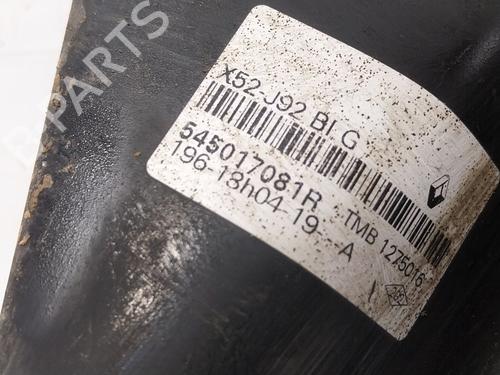 X52-J92 BI G
545017081R
TMB 1275016
196-18h04-19 A
B-PARTS